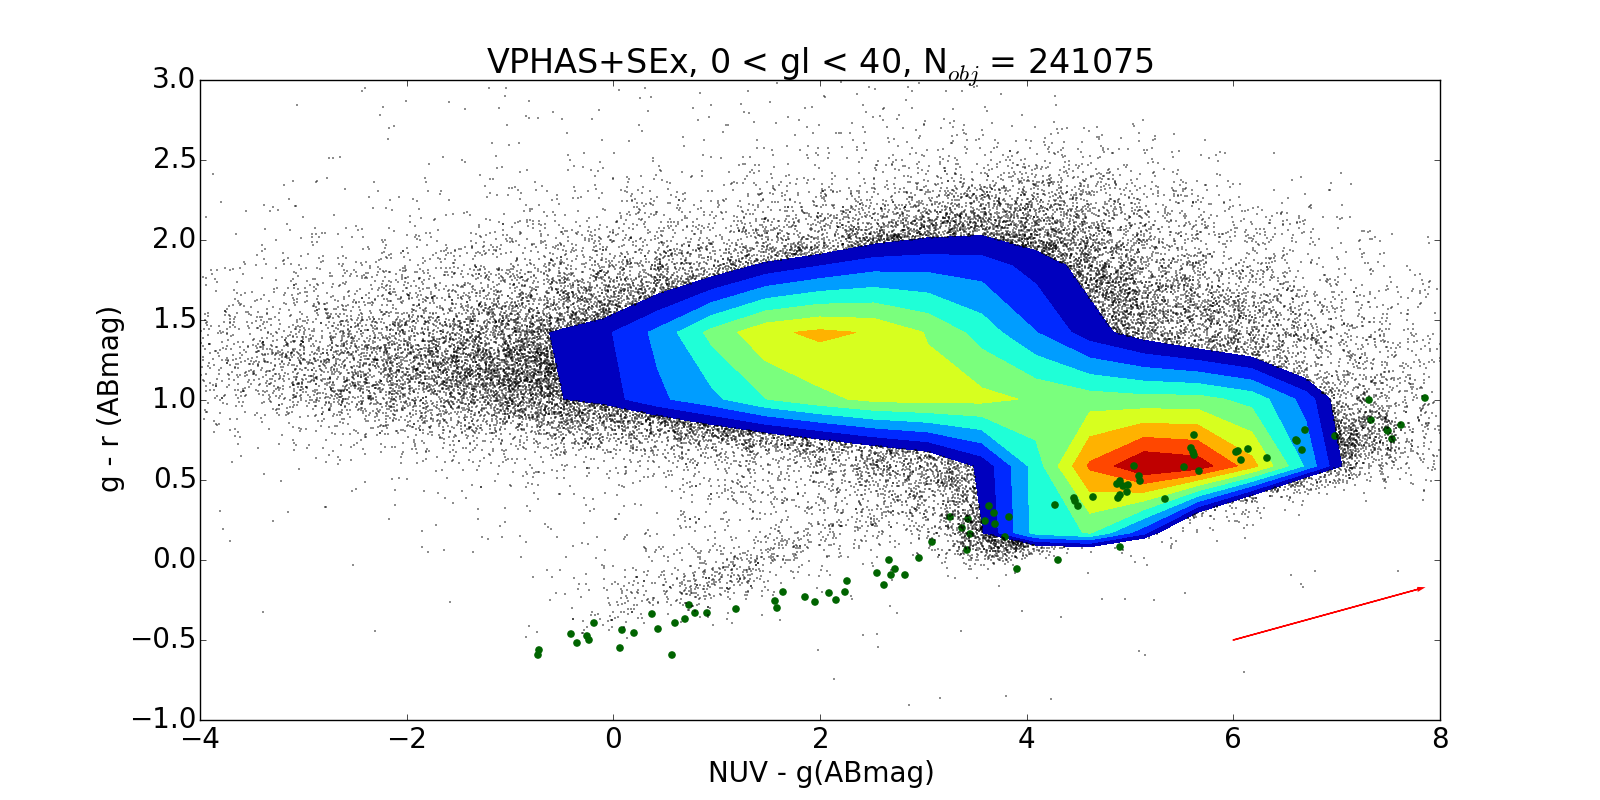 VPHAS+SEx, 0 < gl < 40, N_obj = 241075
3.0
2.5
2.0
1.5
1.0
0.5
0.0
−0.5
−1.0
g - r (ABmag)
−4 −2 0 2 4 6 8
NUV - g(ABmag)